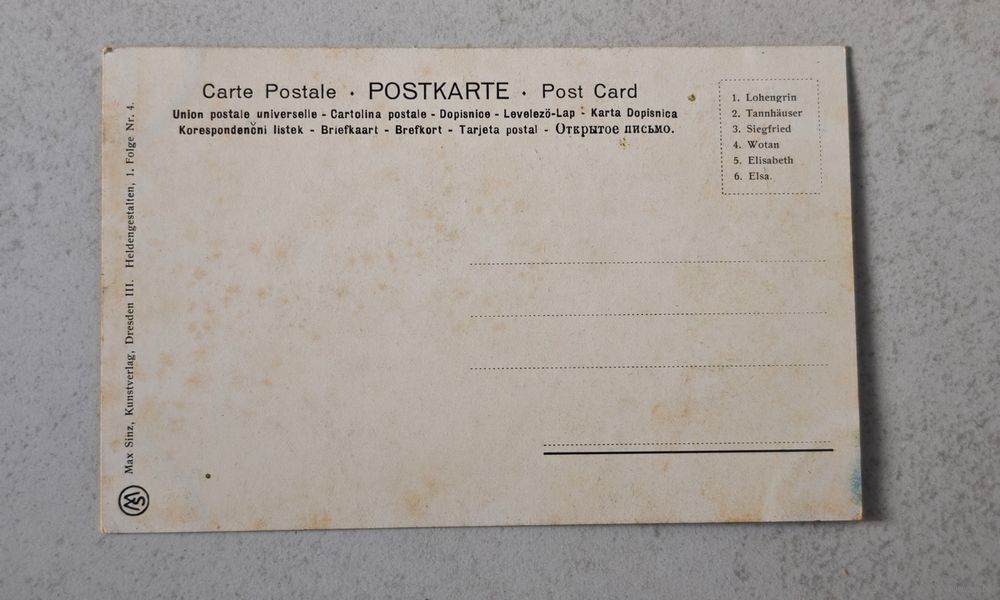 Carte Postale · POSTKARTE · Post Card
Union postale universelle - Cartolina postale - Dopisnice - Levelező-Lap - Karta Dopisnica
Korespondenčni listek - Briefkaart - Brefkort - Tarjeta postal - Открытое письмо.
1. Lohengrin
2. Tannhäuser
3. Siegfried
4. Wotan
5. Elisabeth
6. Elsa.
Max Sinz, Kunstverlag, Dresden III. Heldengestalten, 1. Folge Nr. 4.
MS